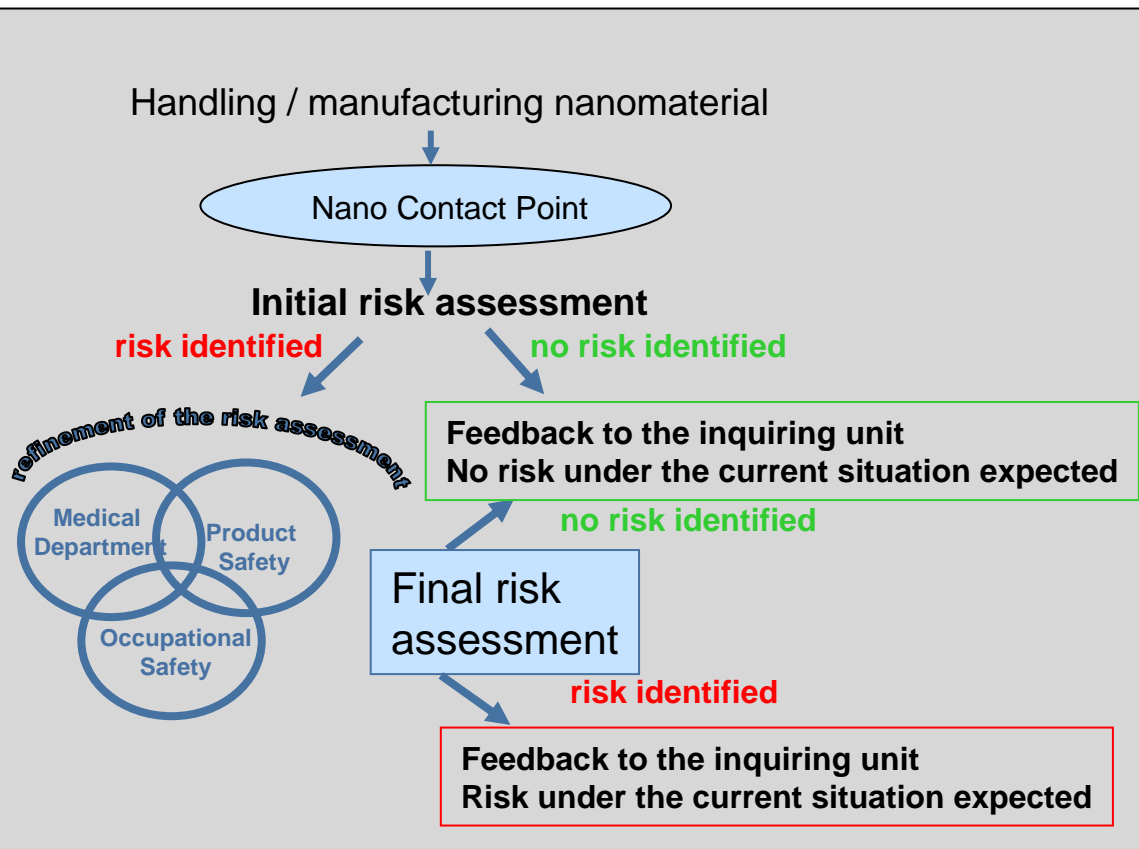 Handling / manufacturing nanomaterial
Nano Contact Point
Initial risk assessment
risk identified
no risk identified
refinement of the risk assessment
Medical
Department
Product
Safety
Occupational
Safety
Feedback to the inquiring unit
No risk under the current situation expected
no risk identified
Final risk
assessment
risk identified
Feedback to the inquiring unit
Risk under the current situation expected